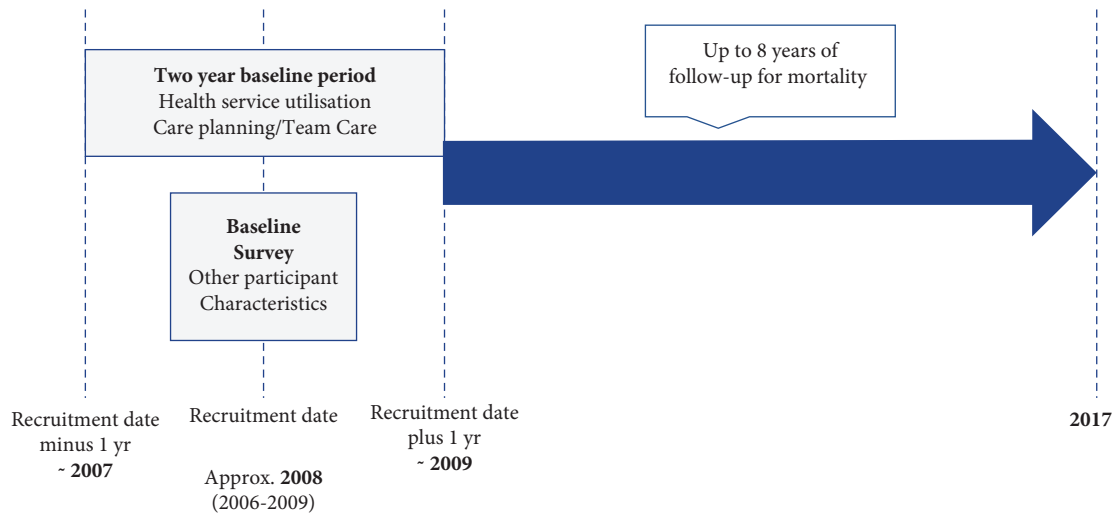 Two year baseline period
Health service utilisation
Care planning/Team Care
Up to 8 years of
follow-up for mortality
Baseline
Survey
Other participant
Characteristics
Recruitment date
minus 1 yr
~ 2007
Recruitment date
Approx. 2008
(2006-2009)
Recruitment date
plus 1 yr
~ 2009
2017